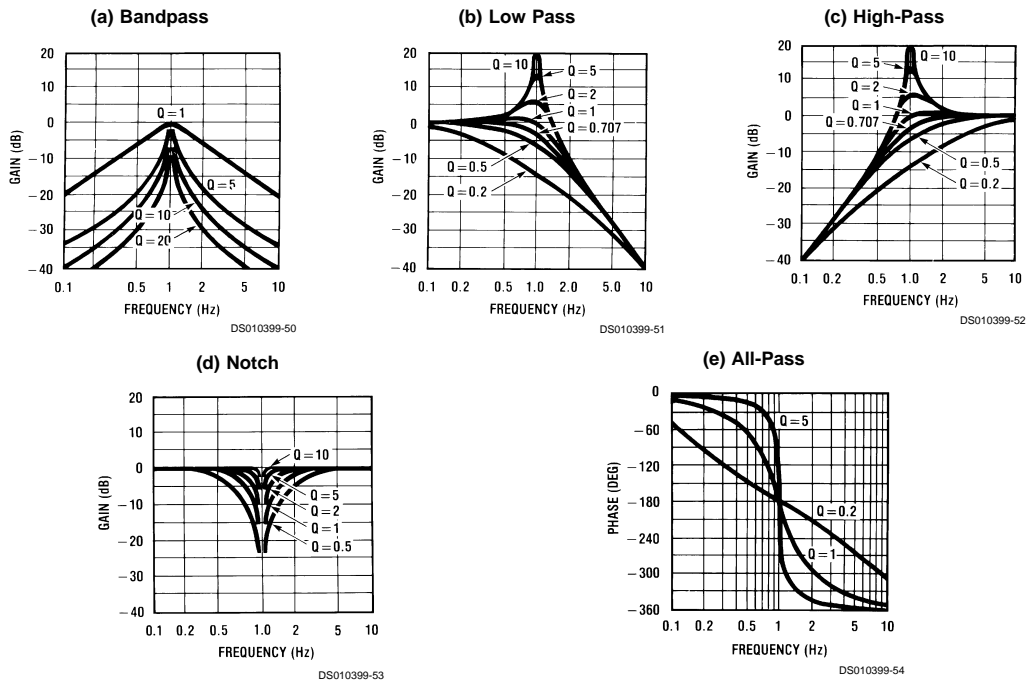 (a) Bandpass
20
10
0
−10
−20
−30
−40
GAIN (dB)
Q = 1
Q = 5
Q = 10
Q = 20
0.1 0.5 1 2 5 10
FREQUENCY (Hz)
DS010399-50
(b) Low Pass
20
10
0
−10
−20
−30
−40
GAIN (dB)
Q = 10
Q = 5
Q = 2
Q = 1
Q = 0.707
Q = 0.5
Q = 0.2
0.1 0.2 0.5 1.0 2.0 5 10
FREQUENCY (Hz)
DS010399-51
(c) High-Pass
20
10
0
−10
−20
−30
−40
GAIN (dB)
Q = 10
Q = 5
Q = 2
Q = 1
Q = 0.707
Q = 0.5
Q = 0.2
0.1 0.2 0.5 1.0 2.0 5 10
FREQUENCY (Hz)
DS010399-52
(d) Notch
20
10
0
−10
−20
−30
−40
GAIN (dB)
Q = 10
Q = 5
Q = 2
Q = 1
Q = 0.5
0.1 0.2 0.5 1.0 2 5 10
FREQUENCY (Hz)
DS010399-53
(e) All-Pass
0
−60
−120
−180
−240
−300
−360
PHASE (DEG)
Q = 5
Q = 0.2
Q = 1
0.1 0.2 0.5 1 2 5 10
FREQUENCY (Hz)
DS010399-54